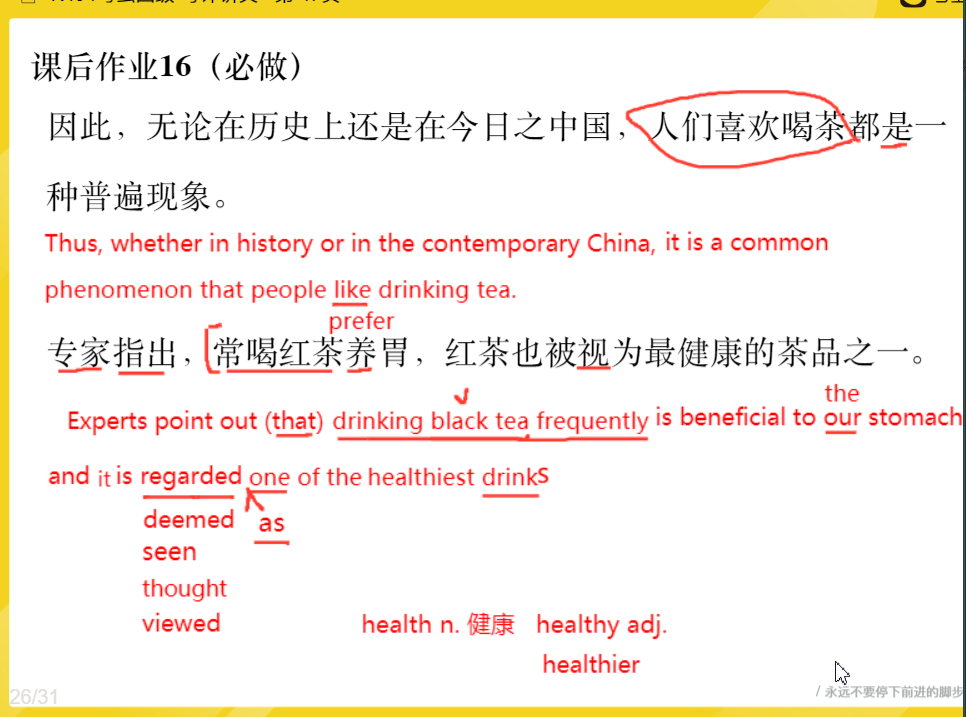 课后作业16（必做）
因此，无论在历史上还是在今日之中国，人们喜欢喝茶都是一
种普遍现象。
Thus, whether in history or in the contemporary China, it is a common
phenomenon that people like drinking tea.
prefer
专家指出，常喝红茶养胃，红茶也被视为最健康的茶品之一。
the
Experts point out (that) drinking black tea frequently is beneficial to our stomach
and it is regarded one of the healthiest drinks
deemed as
seen
thought
viewed
health n. 健康 healthy adj.
healthier
26/31
/ 永远不要停下前进的脚步